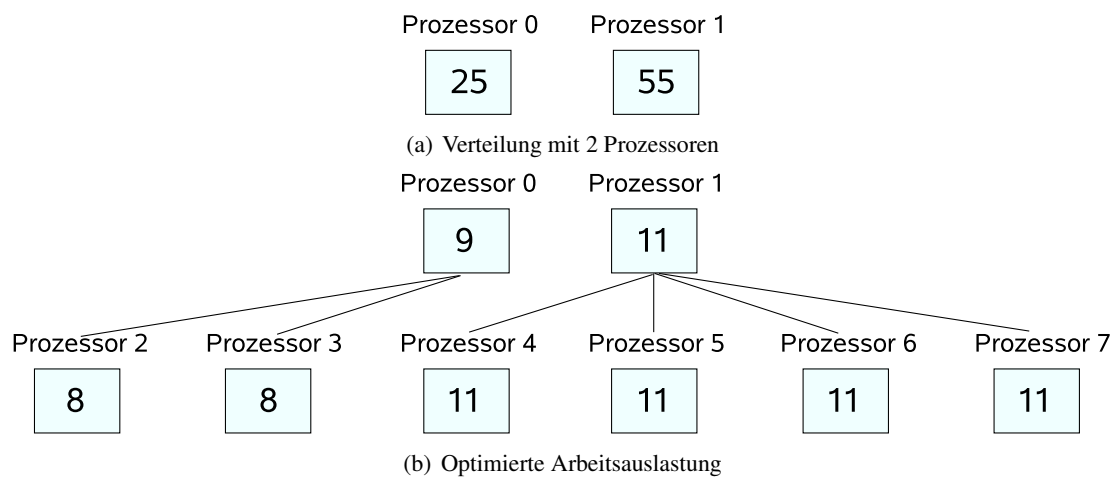 Prozessor 0 Prozessor 1
25 55
(a) Verteilung mit 2 Prozessoren
Prozessor 0 Prozessor 1
9 11
Prozessor 2 Prozessor 3 Prozessor 4 Prozessor 5 Prozessor 6 Prozessor 7
8 8 11 11 11 11
(b) Optimierte Arbeitsauslastung